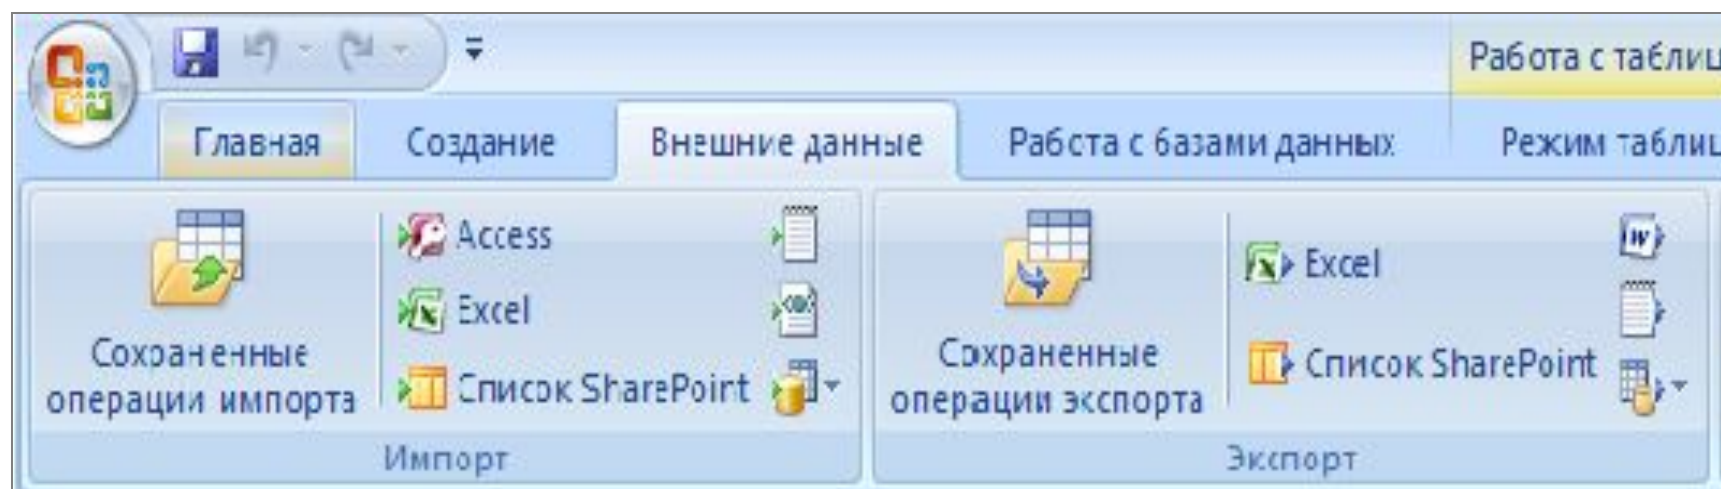 Работа с таблиц
Главная Создание Внешние данные Работа с базами данных Режим таблиц
Access
Excel
Список SharePoint
Сохраненные
операции импорта
Импорт
Excel
Список SharePoint
Сохраненные
операции экспорта
Экспорт